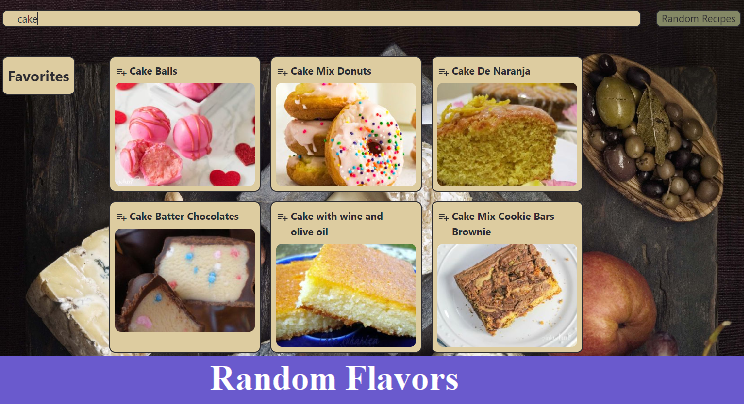 cake
Random Recipes
Favorites
Cake Balls
Cake Mix Donuts
Cake De Naranja
Cake Batter Chocolates
Cake with wine and
olive oil
Cake Mix Cookie Bars
Brownie
Random Flavors